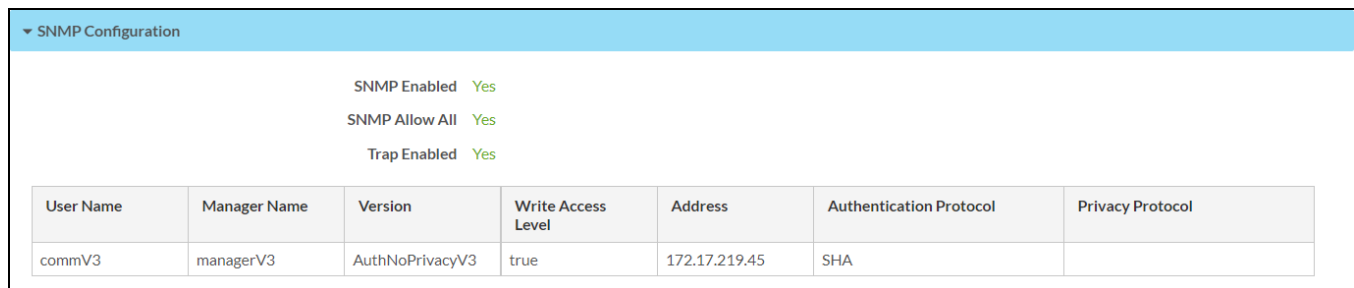 SNMP Configuration
SNMP Enabled Yes
SNMP Allow All Yes
Trap Enabled Yes
User Name Manager Name Version Write Access Level Address Authentication Protocol Privacy Protocol
commV3 managerV3 AuthNoPrivacyV3 true 172.17.219.45 SHA